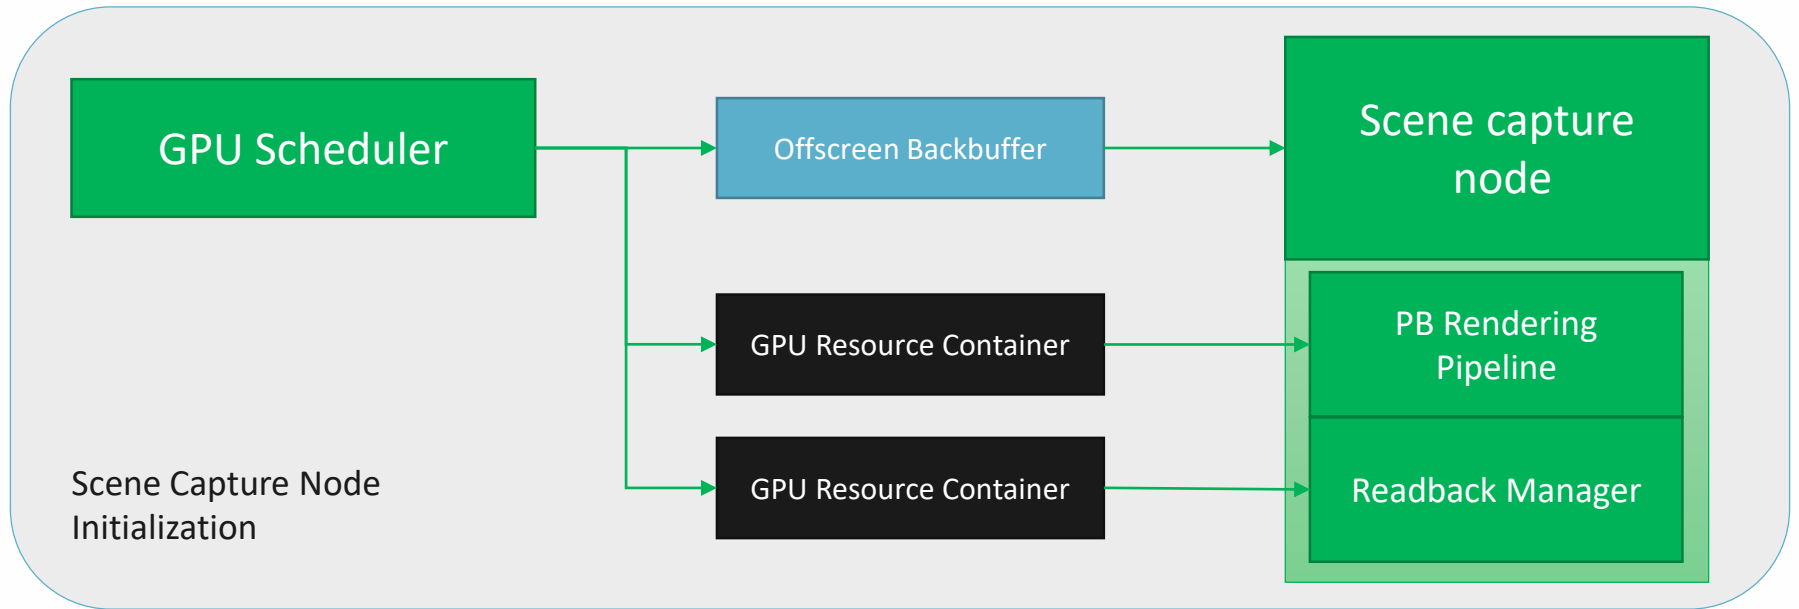 GPU Scheduler
Offscreen Backbuffer
Scene capture
node
GPU Resource Container
PB Rendering
Pipeline
GPU Resource Container
Readback Manager
Scene Capture Node
Initialization